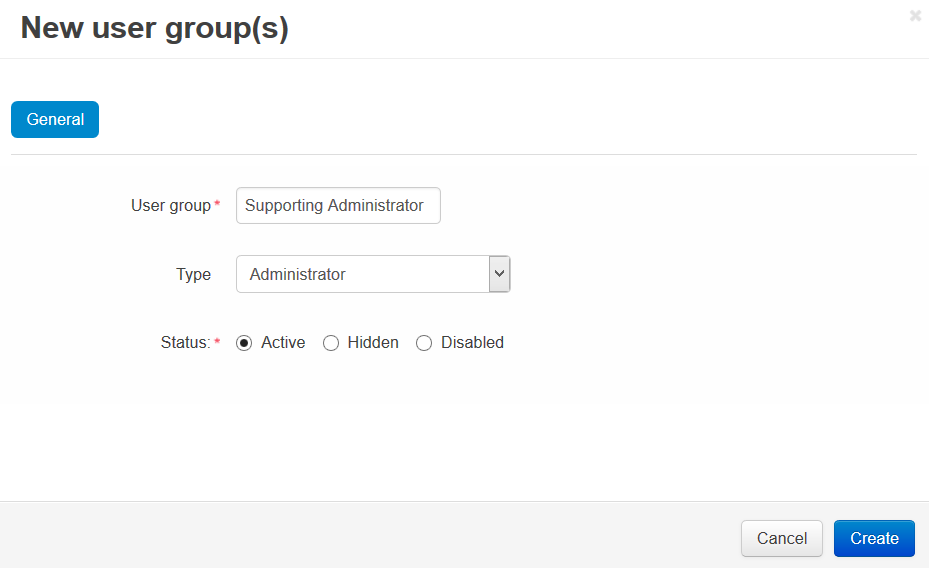 New user group(s)
General
User group* Supporting Administrator
Type Administrator
Status:* Active Hidden Disabled
Cancel Create